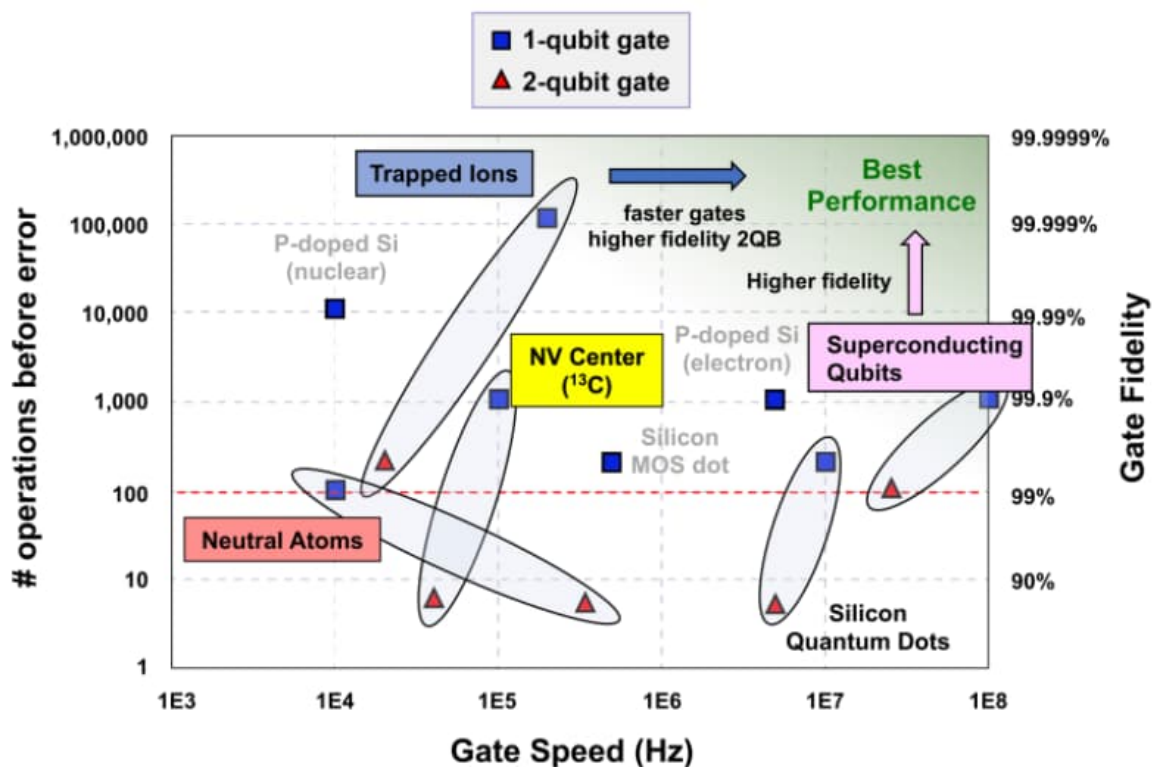 1-qubit gate
2-qubit gate
# operations before error
1,000,000
100,000
10,000
1,000
100
10
1
99.9999%
99.999%
99.99%
99.9%
99%
90%
Gate Fidelity
Trapped Ions
faster gates
higher fidelity 2QB
Best
Performance
Higher fidelity
P-doped Si
(nuclear)
NV Center
(¹³C)
P-doped Si
(electron)
Superconducting
Qubits
Silicon
MOS dot
Neutral Atoms
Silicon
Quantum Dots
1E3
1E4
1E5
1E6
1E7
1E8
Gate Speed (Hz)